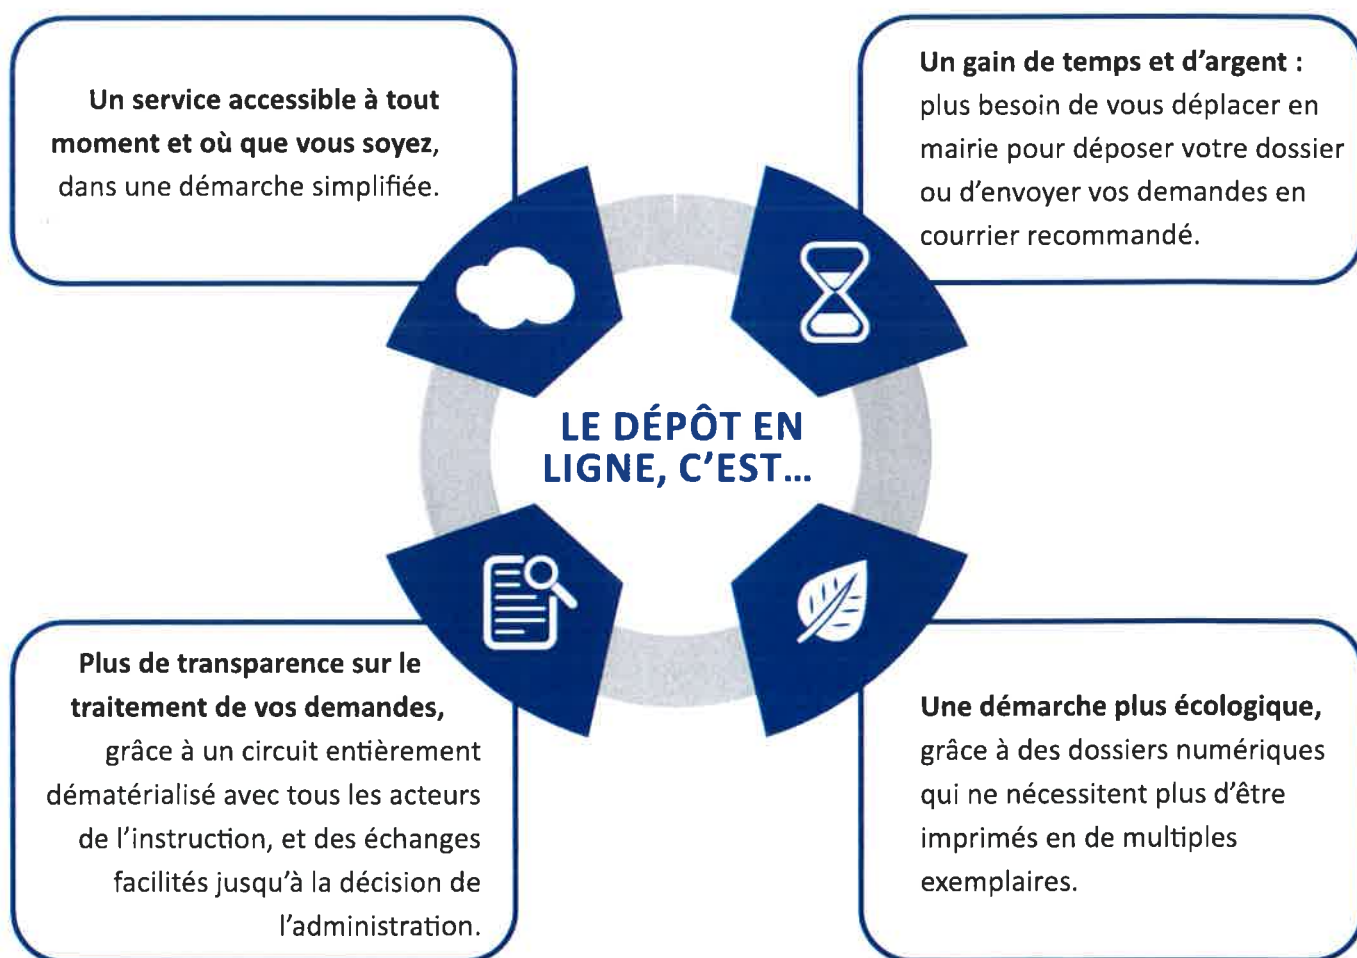 Un service accessible à tout
moment et où que vous soyez,
dans une démarche simplifiée.
Un gain de temps et d'argent :
plus besoin de vous déplacer en
mairie pour déposer votre dossier
ou d'envoyer vos demandes en
courrier recommandé.
LE DÉPÔT EN
LIGNE, C'EST...
Plus de transparence sur le
traitement de vos demandes,
grâce à un circuit entièrement
dématérialisé avec tous les acteurs
de l'instruction, et des échanges
facilités jusqu'à la décision de
l'administration.
Une démarche plus écologique,
grâce à des dossiers numériques
qui ne nécessitent plus d'être
imprimés en de multiples
exemplaires.